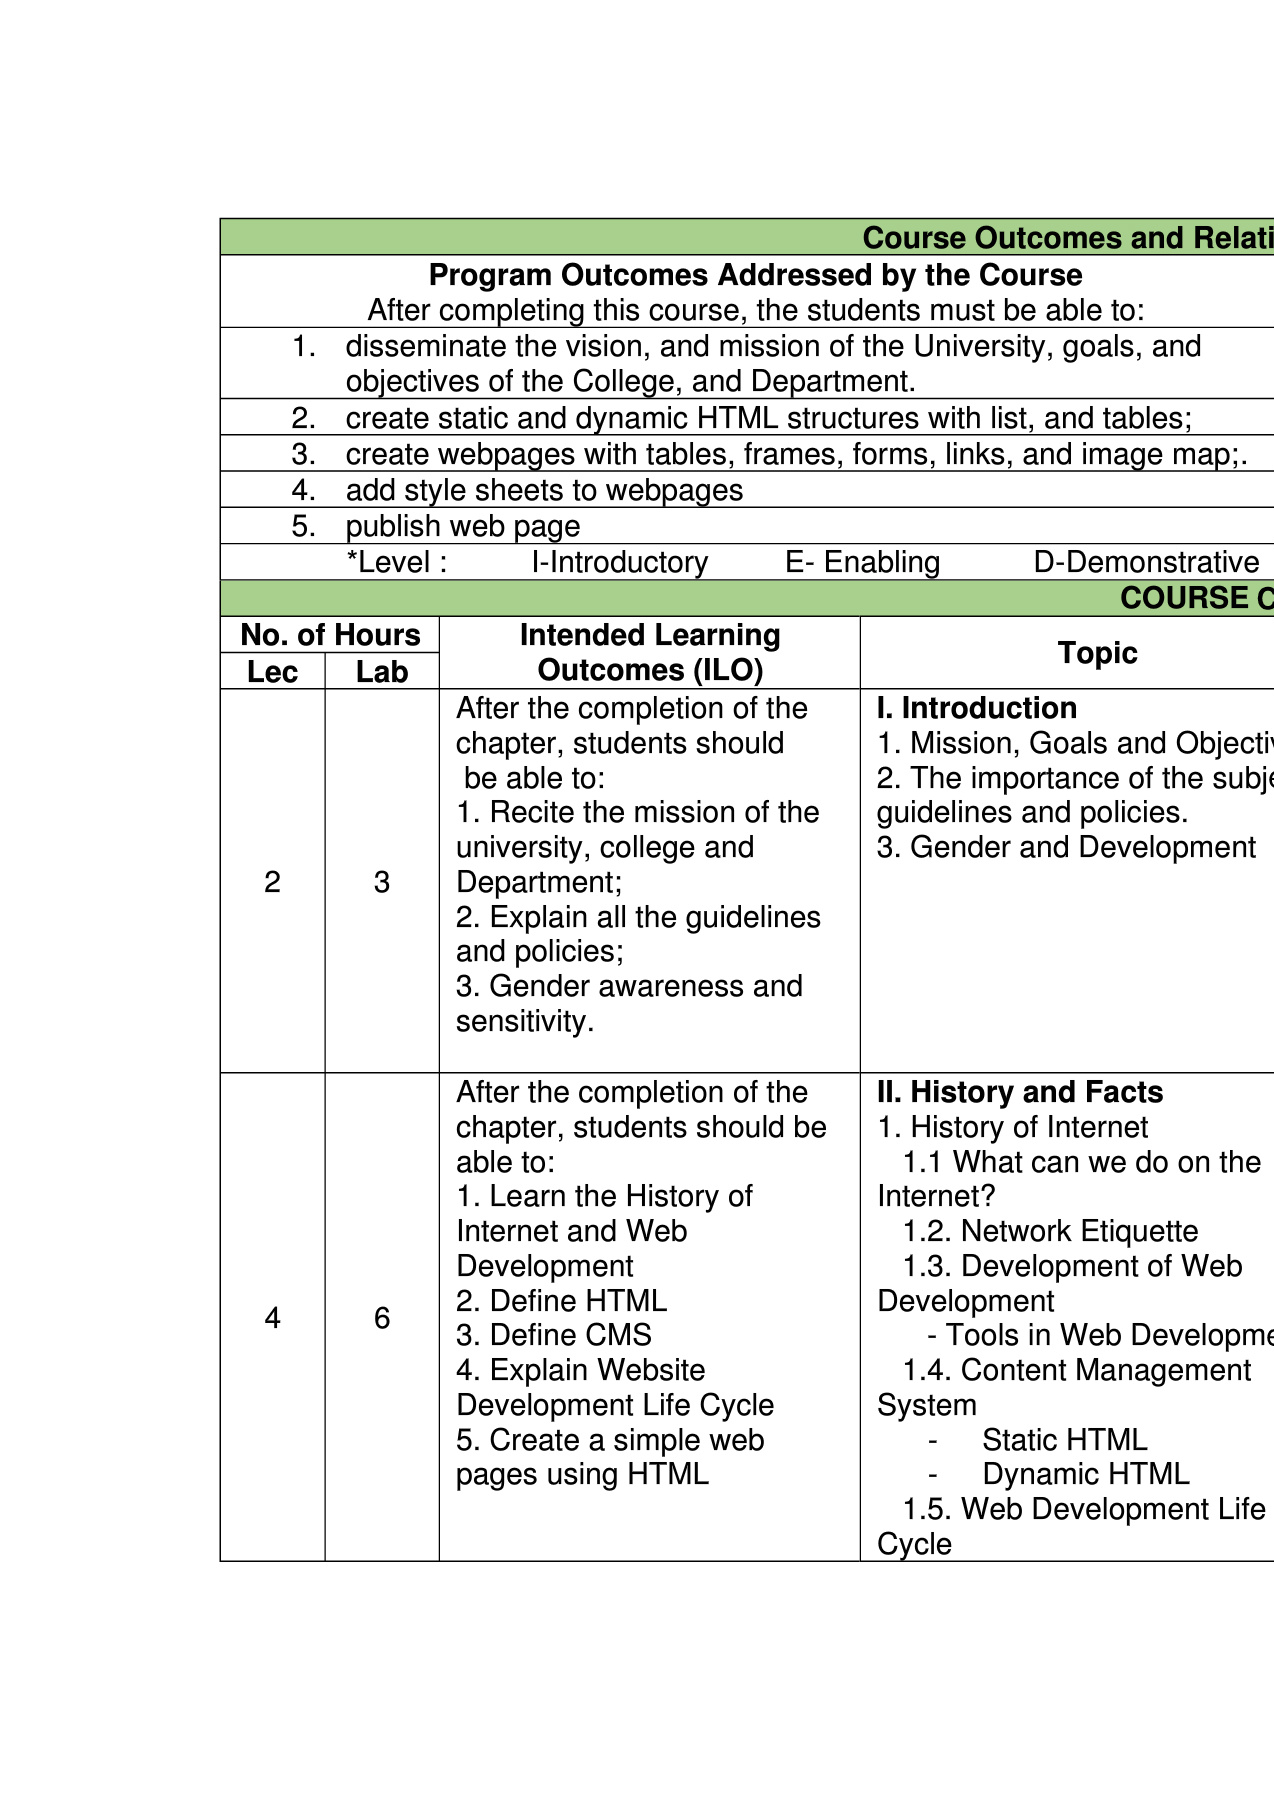 Course Outcomes and Relati
Program Outcomes Addressed by the Course
After completing this course, the students must be able to:
1. disseminate the vision, and mission of the University, goals, and
objectives of the College, and Department.
2. create static and dynamic HTML structures with list, and tables;
3. create webpages with tables, frames, forms, links, and image map;.
4. add style sheets to webpages
5. publish web page
*Level : I-Introductory E- Enabling D-Demonstrative
COURSE C
No. of Hours
Lec Lab
Intended Learning
Outcomes (ILO)
Topic
2
3
After the completion of the
chapter, students should
be able to:
1. Recite the mission of the
university, college and
Department;
2. Explain all the guidelines
and policies;
3. Gender awareness and
sensitivity.
I. Introduction
1. Mission, Goals and Objectiv
2. The importance of the subje
guidelines and policies.
3. Gender and Development
4
6
After the completion of the
chapter, students should be
able to:
1. Learn the History of
Internet and Web
Development
2. Define HTML
3. Define CMS
4. Explain Website
Development Life Cycle
5. Create a simple web
pages using HTML
II. History and Facts
1. History of Internet
1.1 What can we do on the
Internet?
1.2. Network Etiquette
1.3. Development of Web
Development
- Tools in Web Developme
1.4. Content Management
System
- Static HTML
- Dynamic HTML
1.5. Web Development Life
Cycle